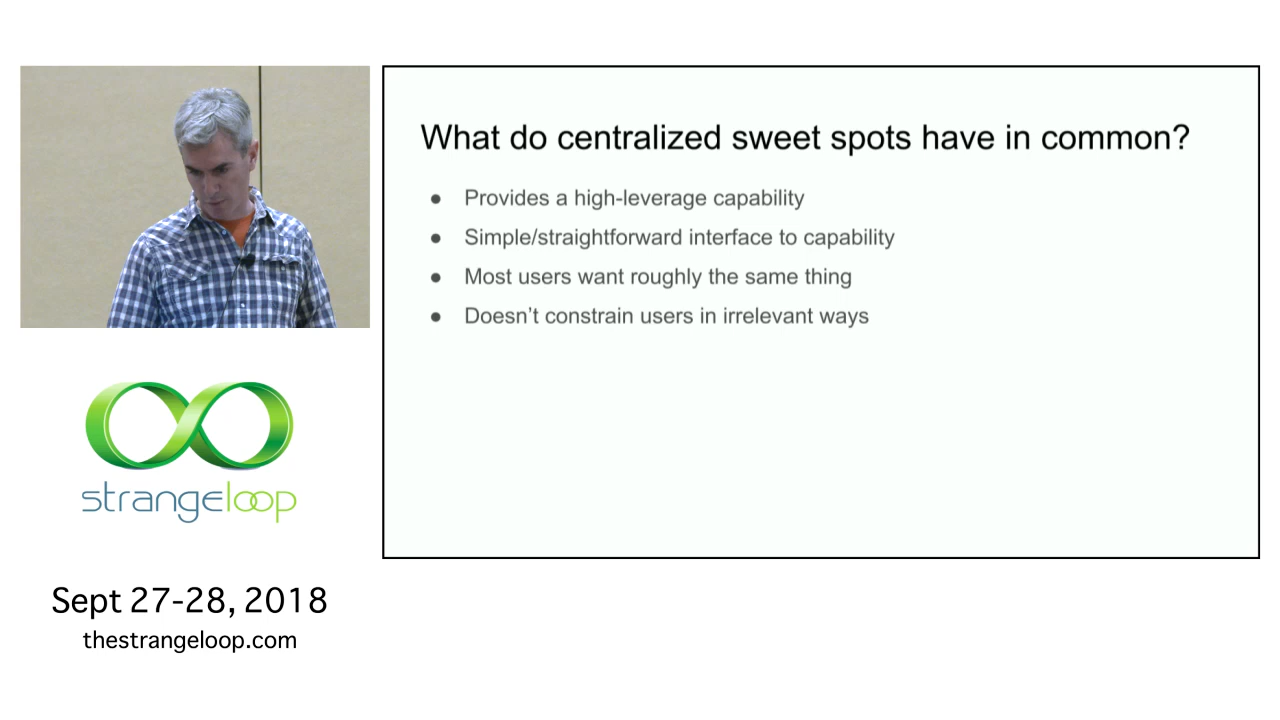 What do centralized sweet spots have in common?
● Provides a high-leverage capability
● Simple/straightforward interface to capability
● Most users want roughly the same thing
● Doesn’t constrain users in irrelevant ways
strangeloop
Sept 27-28, 2018
thestrangeloop.com